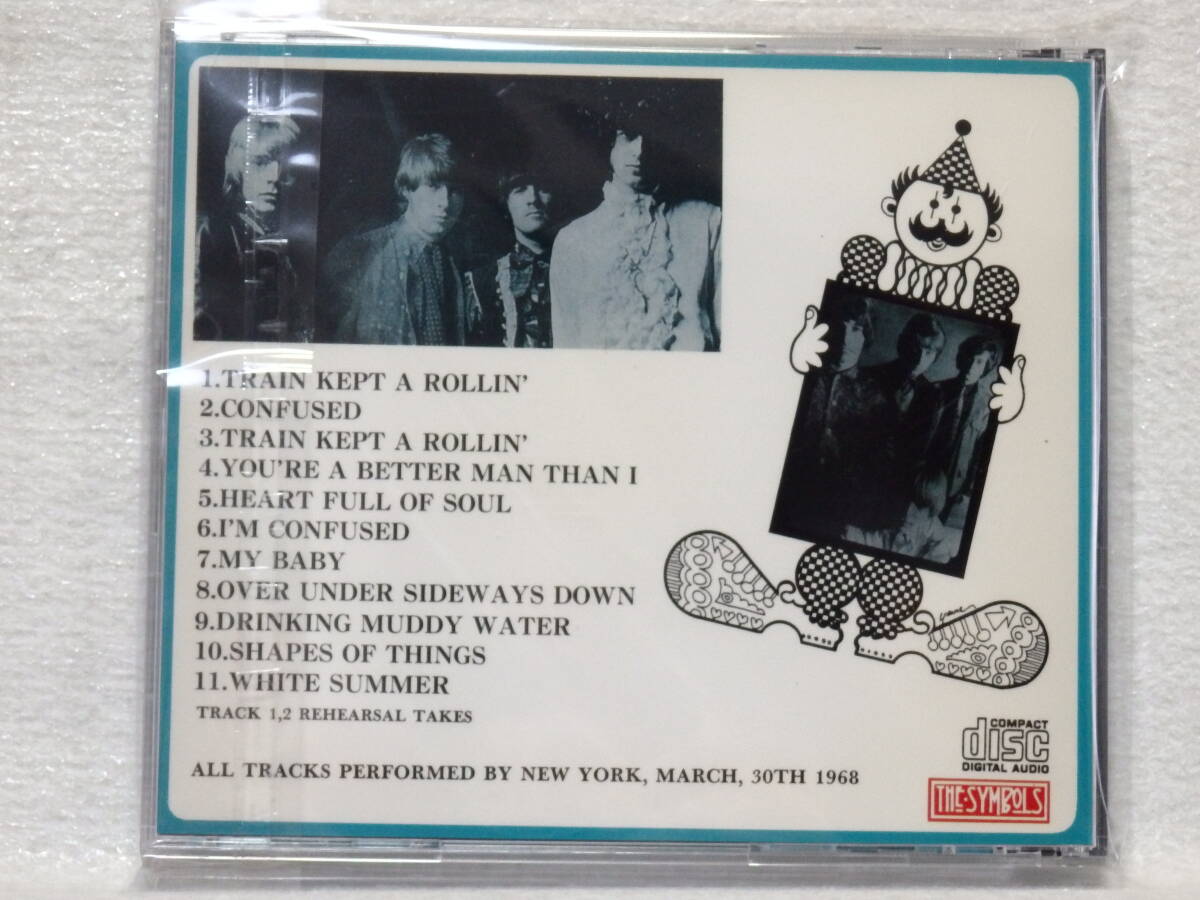 1.TRAIN KEPT A ROLLIN'
2.CONFUSED
3.TRAIN KEPT A ROLLIN'
4.YOU'RE A BETTER MAN THAN I
5.HEART FULL OF SOUL
6.I'M CONFUSED
7.MY BABY
8.OVER UNDER SIDEWAYS DOWN
9.DRINKING MUDDY WATER
10.SHAPES OF THINGS
11.WHITE SUMMER
TRACK 1,2 REHEARSAL TAKES
ALL TRACKS PERFORMED BY NEW YORK, MARCH, 30TH 1968
COMPACT
disc
DIGITAL AUDIO
THE·SYMBOLS